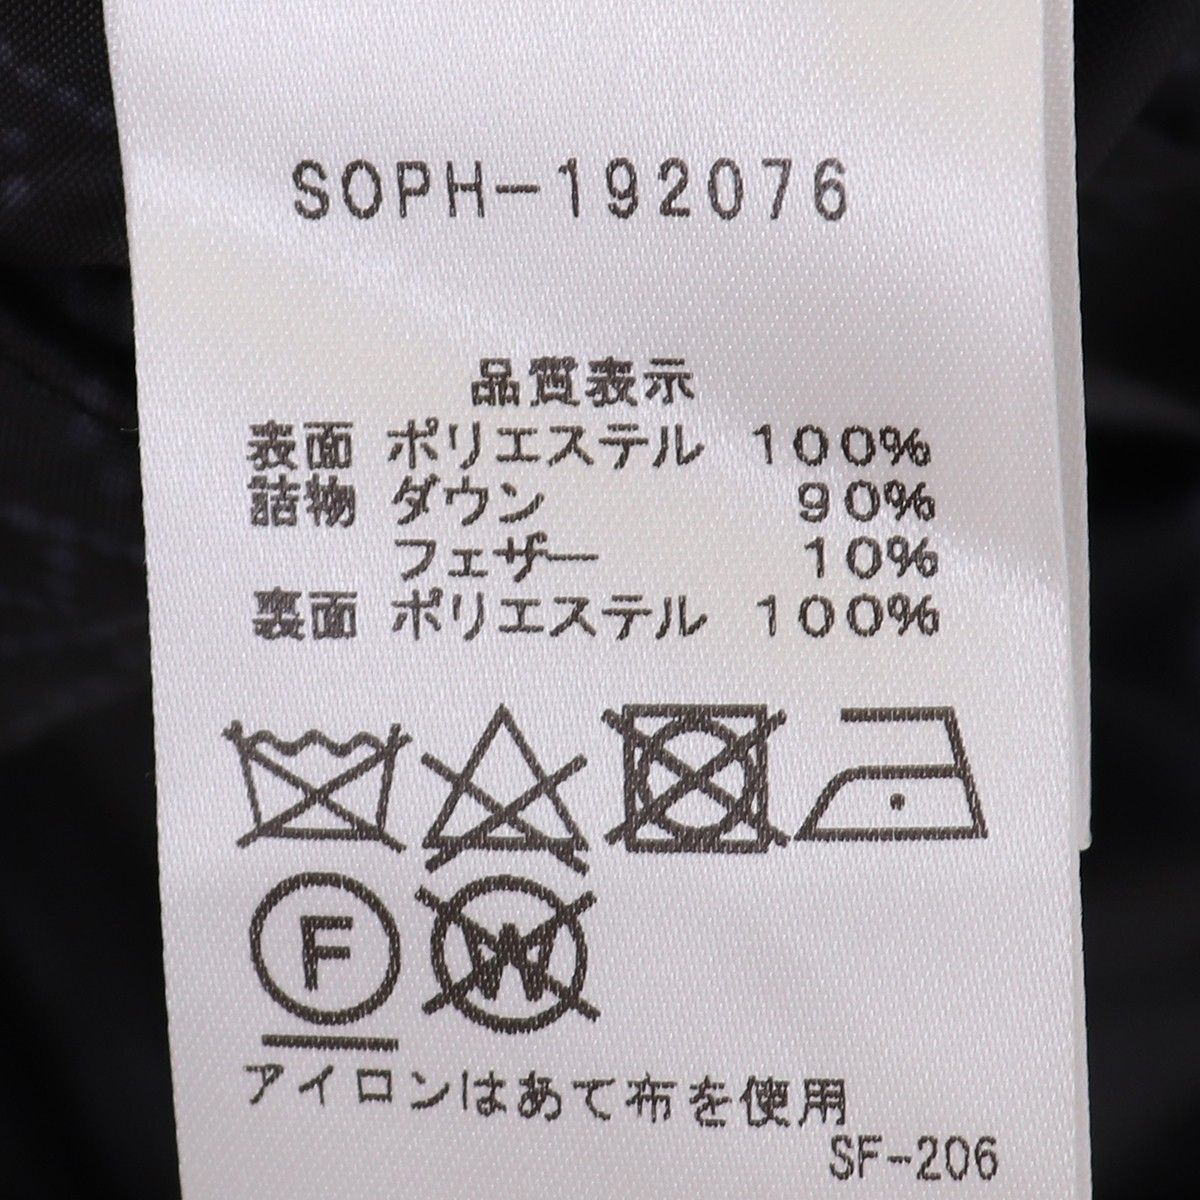 SOPH-192076
品質表示
表面 ポリエステル 100%
詰物 ダウン 90%
フェザー 10%
裏面 ポリエステル 100%
F W
アイロンはあて布を使用
SF-206